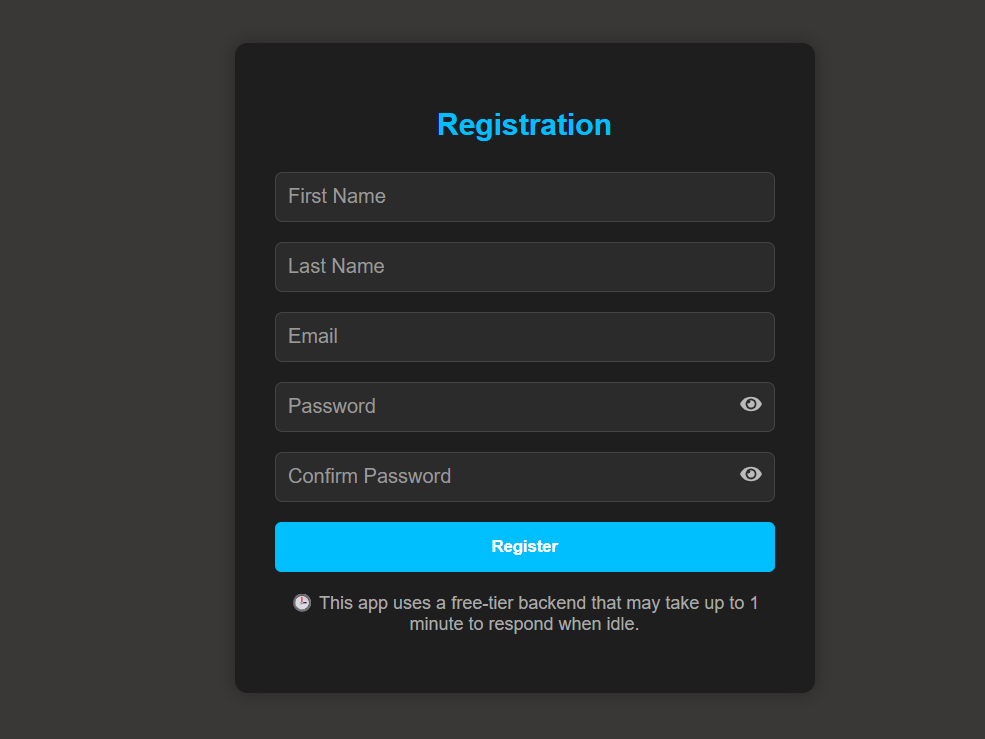 Registration
First Name
Last Name
Email
Password
Confirm Password
Register
🕒 This app uses a free-tier backend that may take up to 1
minute to respond when idle.